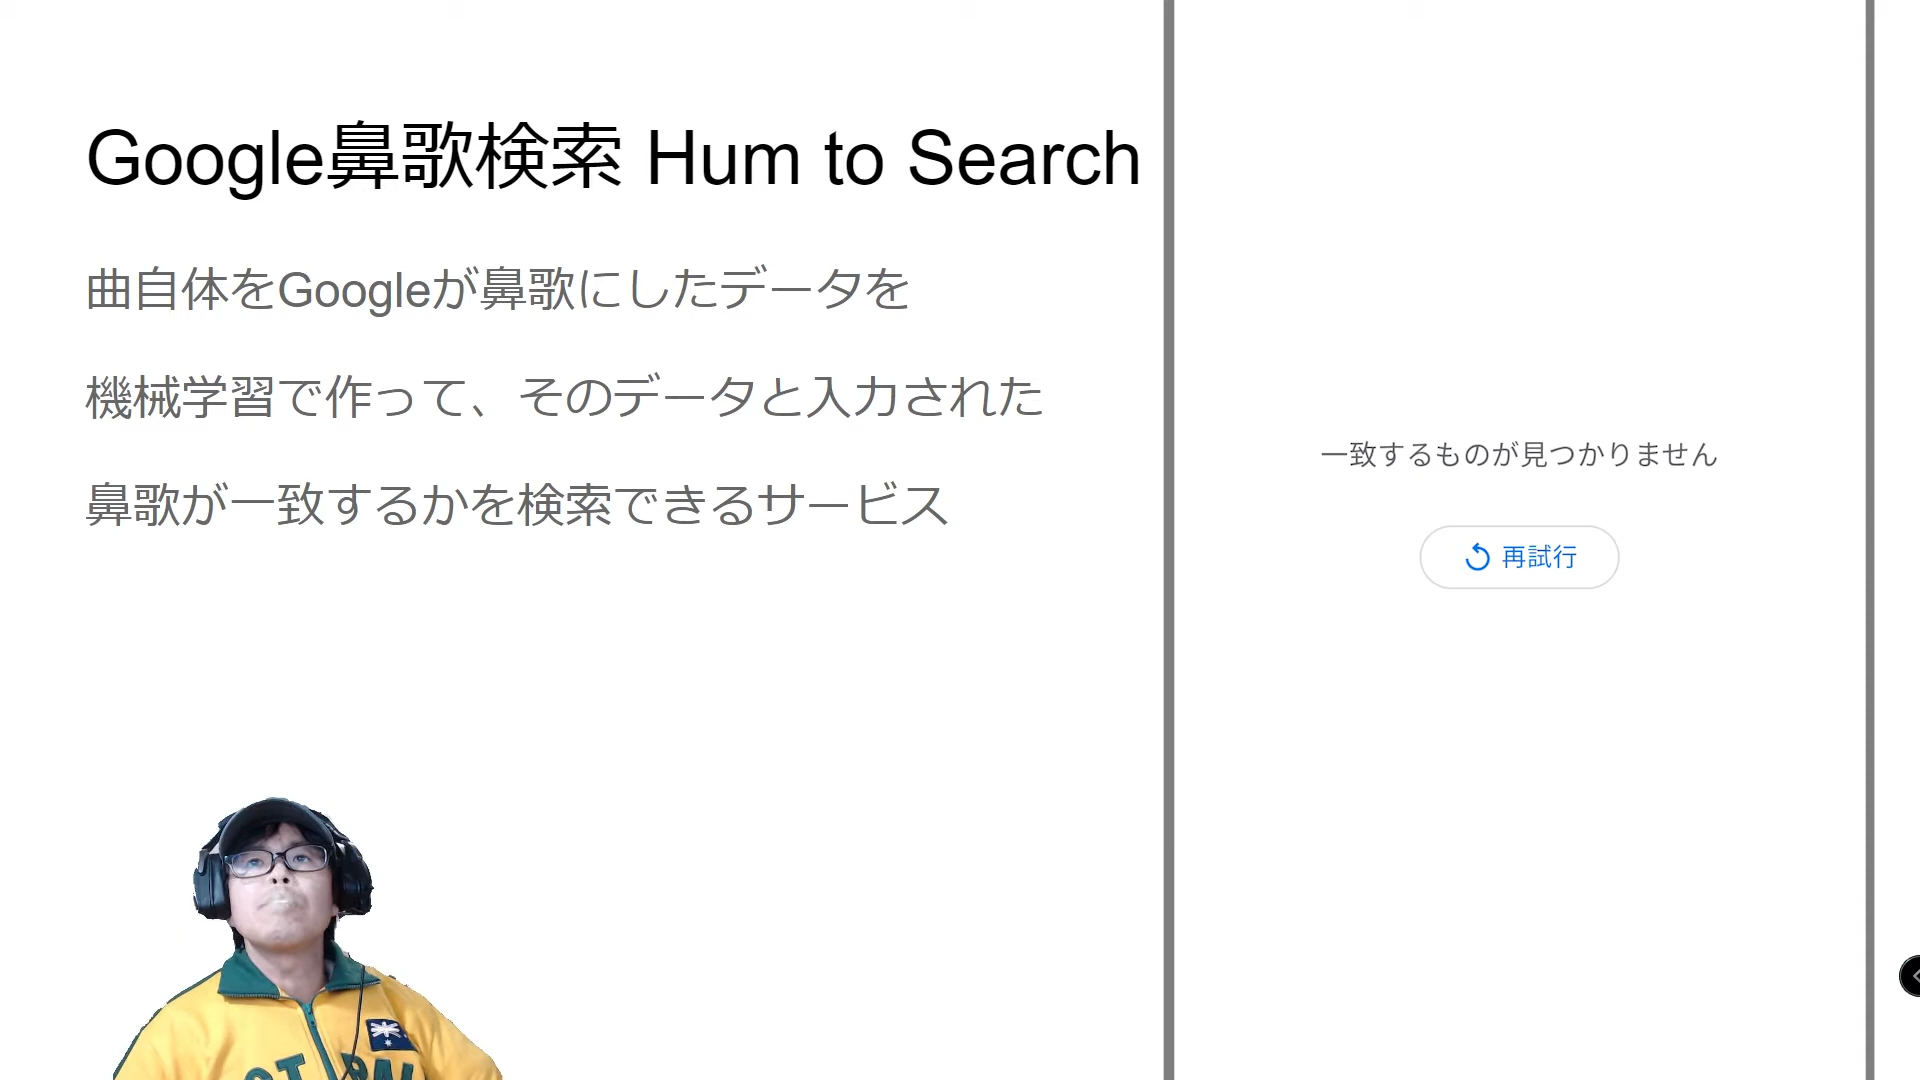 Google鼻歌検索 Hum to Search
曲自体をGoogleが鼻歌にしたデータを
機械学習で作って、そのデータと入力された
鼻歌が一致するかを検索できるサービス
一致するものが見つかりません
再試行